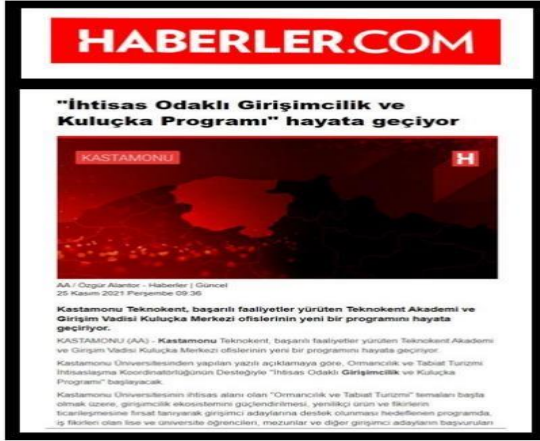 HABERLER.COM
"İhtisas Odaklı Girişimcilik ve
Kuluçka Programı" hayata geçiyor
KASTAMONU
H
AA / Özgür Alantor - Haberler | Güncel
25 Kasım 2021 Perşembe 09:36
Kastamonu Teknokent, başarılı faaliyetler yürüten Teknokent Akademi ve
Girişim Vadisi Kuluçka Merkezi ofislerinin yeni bir programını hayata
geçiriyor.
KASTAMONU (AA) - Kastamonu Teknokent, başarılı faaliyetler yürüten Teknokent Akademi
ve Girişim Vadisi Kuluçka Merkezi ofislerinin yeni bir programını hayata geçiriyor.
Kastamonu Üniversitesinden yapılan yazılı açıklamaya göre, Ormancılık ve Tabiat Turizmi
İhtisaslaşma Koordinatörlüğünün Desteğiyle "İhtisas Odaklı Girişimcilik ve Kuluçka
Programı" başlayacak.
Kastamonu Üniversitesinin ihtisas alanı olan "Ormancılık ve Tabiat Turizmi" temaları başta
olmak üzere, girişimcilik ekosistemini güçlendirilmesi, yenilikçi ürün ve fikirlerin
ticarileşmesine fırsat tanıyarak girişimci adaylarına destek olunması hedeflenen programda,
iş fikirleri olan lise ve üniversite öğrencileri, mezunlar ve diğer girişimci adayların başvuruları